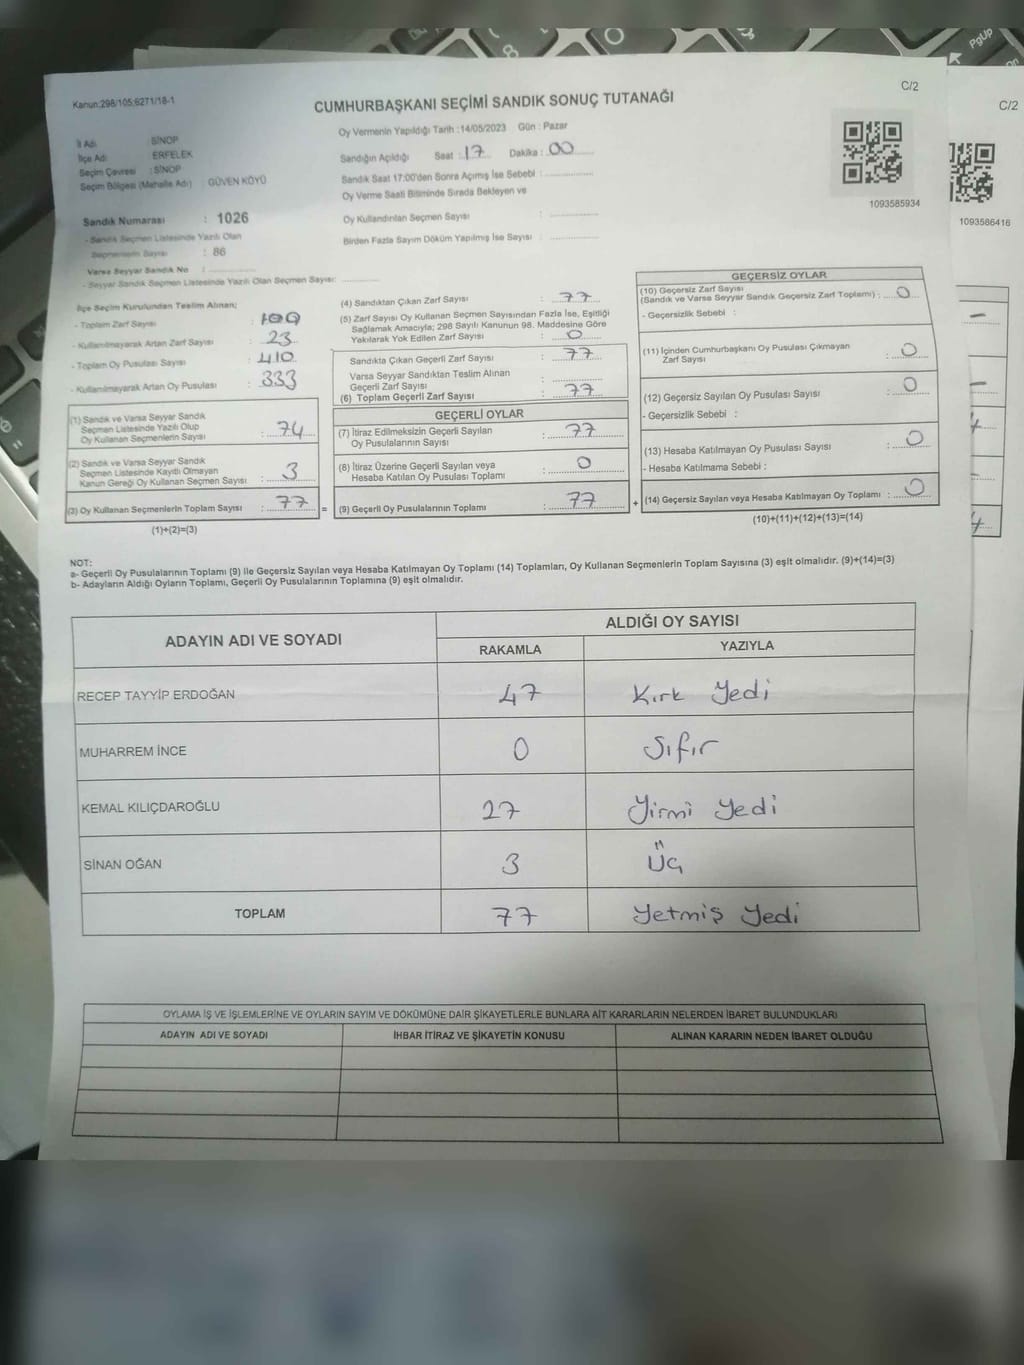 Kanun:298/105;6271/18-1
C/2
CUMHURBAŞKANI SEÇİMİ SANDIK SONUÇ TUTANAĞI
İl Adı : SİNOP
İlçe Adı : ERFELEK
Seçim Çevresi : SİNOP
Seçim Bölgesi (Mahalle Adı) : GÜVEN KÖYÜ
Oy Vermenin Yapıldığı Tarih :14/05/2023 Gün : Pazar
Sandığın Açıldığı Saat : 17 Dakika : 00
Sandık Saat 17:00'den Sonra Açımış İse Sebebi :
Oy Verme Saati Bitiminde Sırada Bekleyen ve
Oy Kullandırılan Seçmen Sayısı :
Birden Fazla Sayım Döküm Yapılmış İse Sayısı :
1093585934
C/2
1093586416
Sandık Numarası : 1026
- Sandık Seçmen Listesinde Yazılı Olan
Seçmenlerin Sayısı : 86
Varsa Seyyar Sandık No :
- Seyyar Sandık Seçmen Listesinde Yazılı Olan Seçmen Sayısı:
İlçe Seçim Kurulundan Teslim Alınan;
- Toplam Zarf Sayısı : 100
- Kullanılmayarak Artan Zarf Sayısı : 23
- Toplam Oy Pusulası Sayısı : 410
- Kullanılmayarak Artan Oy Pusulası : 333
(1) Sandık ve Varsa Seyyar Sandık
Seçmen Listesinde Yazılı Olup
Oy Kullanan Seçmenlerin Sayısı : 74
(2) Sandık ve Varsa Seyyar Sandık
Seçmen Listesinde Kayıtlı Olmayan
Kanun Gereği Oy Kullanan Seçmen Sayısı : 3
(3) Oy Kullanan Seçmenlerin Toplam Sayısı : 77 =
(1)+(2)=(3)
(4) Sandıktan Çıkan Zarf Sayısı : 77
(5) Zarf Sayısı Oy Kullanan Seçmen Sayısından Fazla İse, Eşitliği
Sağlamak Amacıyla; 298 Sayılı Kanunun 98. Maddesine Göre
Yakılarak Yok Edilen Zarf Sayısı : 0
Sandıkta Çıkan Geçerli Zarf Sayısı : 77
Varsa Seyyar Sandıktan Teslim Alınan
Geçerli Zarf Sayısı :
(6) Toplam Geçerli Zarf Sayısı : 77
GEÇERLİ OYLAR
(7) İtiraz Edilmeksizin Geçerli Sayılan
Oy Pusulalarının Sayısı : 77
(8) İtiraz Üzerine Geçerli Sayılan veya
Hesaba Katılan Oy Pusulası Toplamı : 0
(9) Geçerli Oy Pusulalarının Toplamı : 77 +
GEÇERSİZ OYLAR
(10) Geçersiz Zarf Sayısı
(Sandık ve Varsa Seyyar Sandık Geçersiz Zarf Toplamı) : 0
- Geçersizlik Sebebi :
(11) İçinden Cumhurbaşkanı Oy Pusulası Çıkmayan
Zarf Sayısı : 0
(12) Geçersiz Sayılan Oy Pusulası Sayısı : 0
- Geçersizlik Sebebi :
(13) Hesaba Katılmayan Oy Pusulası Sayısı : 0
- Hesaba Katılmama Sebebi :
(14) Geçersiz Sayılan veya Hesaba Katılmayan Oy Toplamı : 0
(10)+(11)+(12)+(13)=(14)
NOT:
a- Geçerli Oy Pusulalarının Toplamı (9) ile Geçersiz Sayılan veya Hesaba Katılmayan Oy Toplamı (14) Toplamları, Oy Kullanan Seçmenlerin Toplam Sayısına (3) eşit olmalıdır. (9)+(14)=(3)
b- Adayların Aldığı Oyların Toplamı, Geçerli Oy Pusulalarının Toplamına (9) eşit olmalıdır.
ADAYIN ADI VE SOYADI ALDIĞI OY SAYISI
RAKAMLA YAZIYLA
RECEP TAYYİP ERDOĞAN 47 Kırk Yedi
MUHARREM İNCE 0 Sıfır
KEMAL KILIÇDAROĞLU 27 Yirmi Yedi
SİNAN OĞAN 3 Üç
TOPLAM 77 Yetmiş Yedi
OYLAMA İŞ VE İŞLEMLERİNE VE OYLARIN SAYIM VE DÖKÜMÜNE DAİR ŞİKAYETLERLE BUNLARA AİT KARARLARIN NELERDEN İBARET BULUNDUKLARI
ADAYIN ADI VE SOYADI İHBAR İTİRAZ VE ŞİKAYETİN KONUSU ALINAN KARARIN NEDEN İBARET OLDUĞU